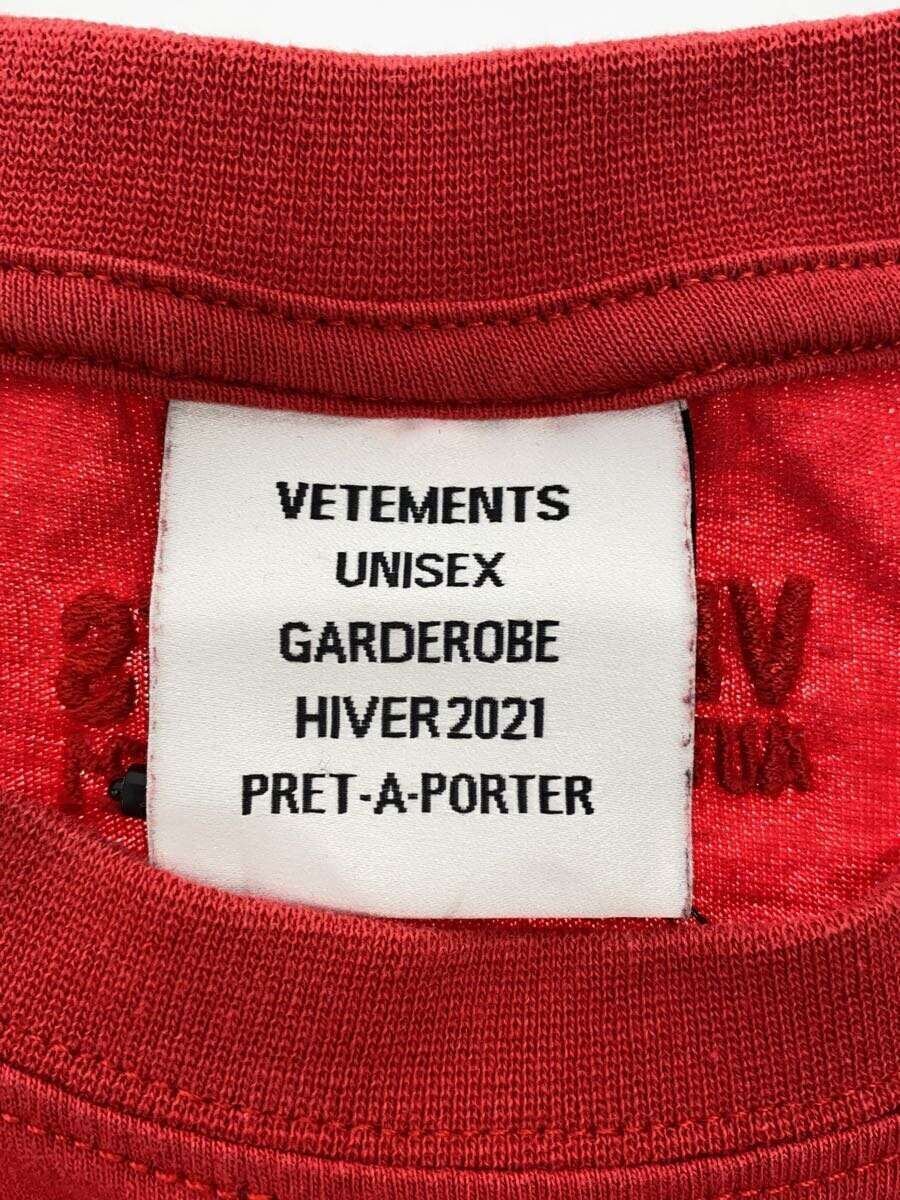 VETEMENTS
UNISEX
GARDEROBE
HIVER 2021
PRET-A-PORTER